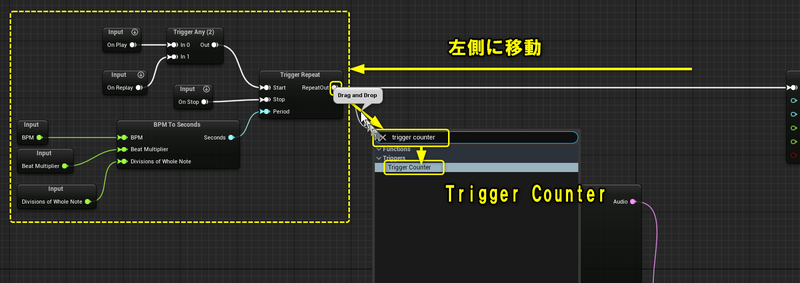 Input
On Play
Trigger Any (2)
In 0
Out
In 1
Input
On Replay
Input
On Stop
Trigger Repeat
Start
RepeatOut
Stop
Period
Input
BPM
Input
Beat Multiplier
Input
Divisions of Whole Note
BPM To Seconds
BPM
Seconds
Beat Multiplier
Divisions of Whole Note
左側に移動
Drag and Drop
trigger counter
Functions
Triggers
Trigger Counter
Trigger Counter
Audio